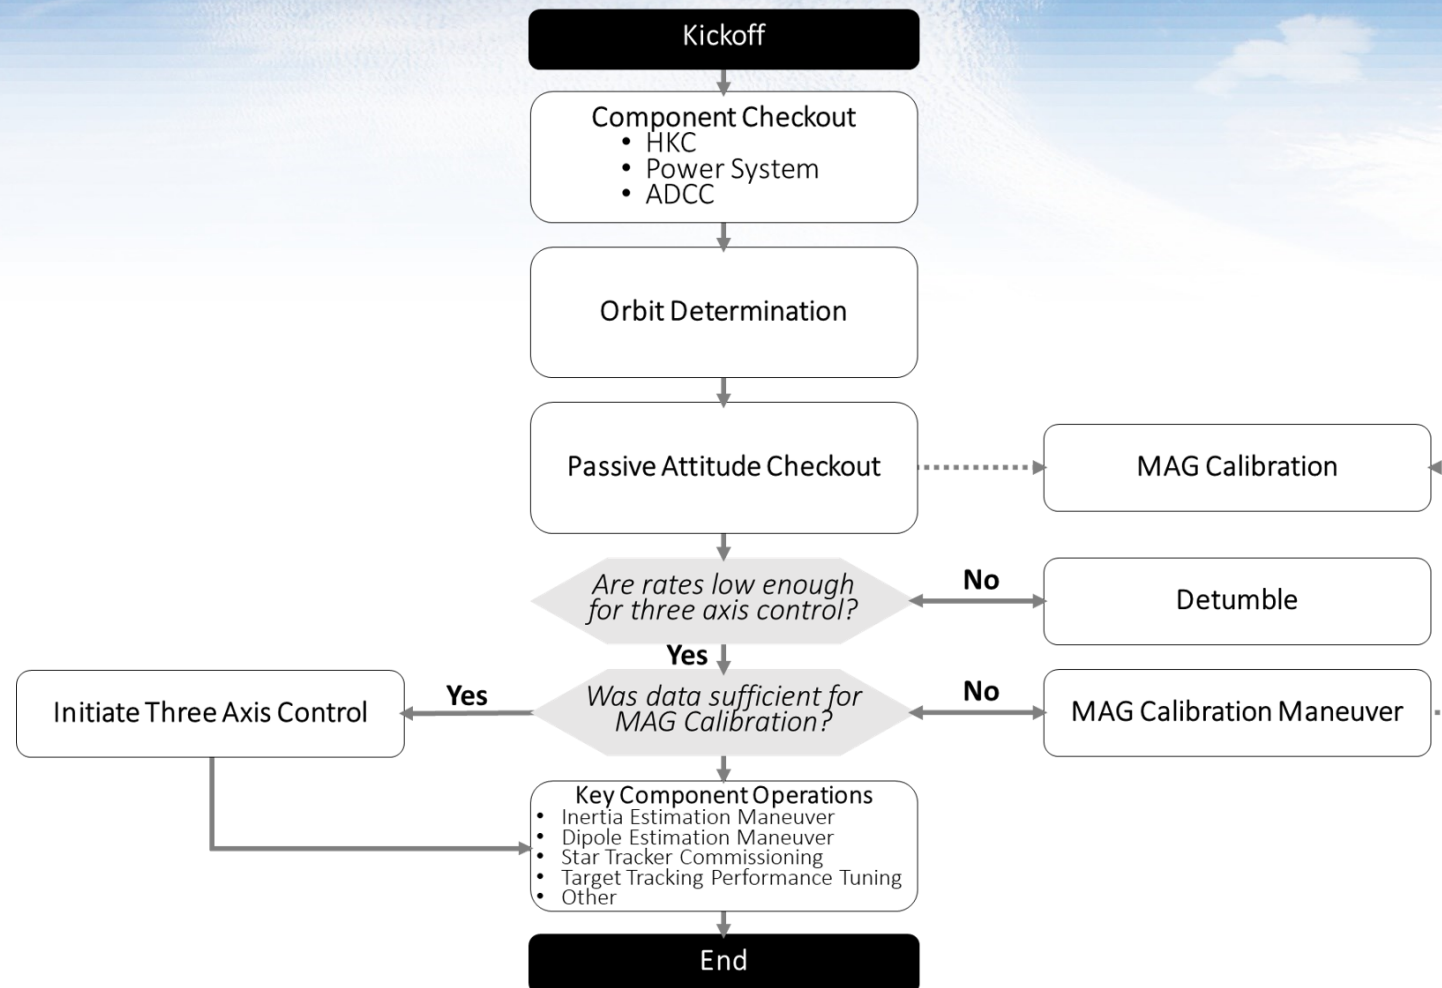 Kickoff
Component Checkout
• HKC
• Power System
• ADCC
Orbit Determination
Passive Attitude Checkout
MAG Calibration
Are rates low enough
for three axis control?
No
Detumble
Yes
Initiate Three Axis Control
Yes
Was data sufficient for
MAG Calibration?
No
MAG Calibration Maneuver
Key Component Operations
• Inertia Estimation Maneuver
• Dipole Estimation Maneuver
• Star Tracker Commissioning
• Target Tracking Performance Tuning
• Other
End